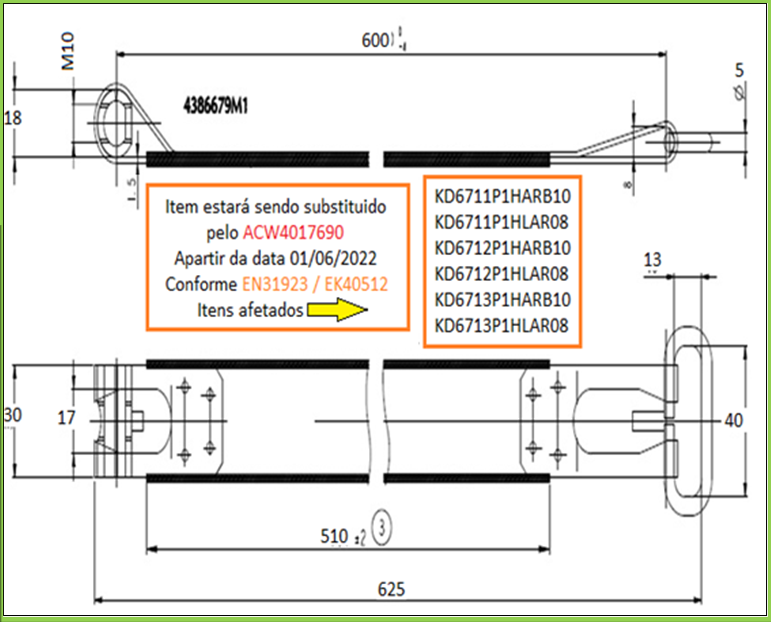 600
M10
5
Ø
4386679M1
18
1.5
8
Item estará sendo substituido
pelo ACW4017690
Apartir da data 01/06/2022
Conforme EN31923 / EK40512
Itens afetados
KD6711P1HARB10
KD6711P1HLAR08
KD6712P1HARB10
KD6712P1HLAR08
KD6713P1HARB10
KD6713P1HLAR08
13
30
17
40
510 ±2 3
625